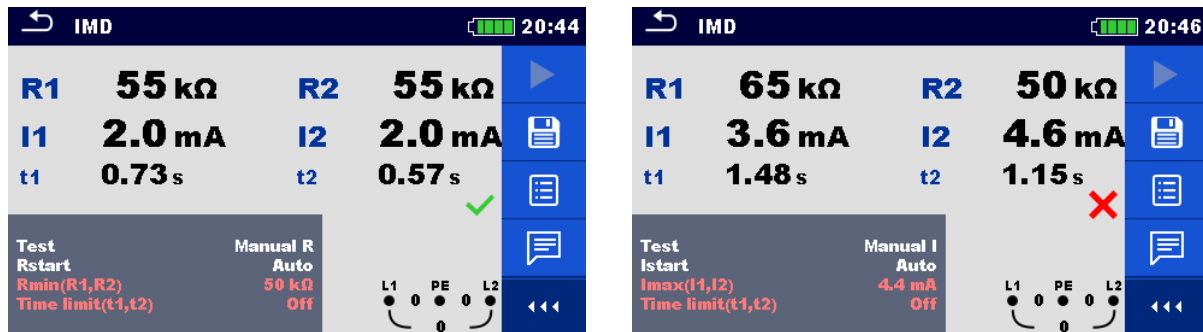 IMD 20:44
R1 55 kΩ R2 55 kΩ
I1 2.0 mA I2 2.0 mA
t1 0.73 s t2 0.57 s
Test Manual R
Rstart Auto
Rmin(R1,R2) 50 kΩ
Time limit(t1,t2) Off
L1 PE L2
0 0
0
IMD 20:46
R1 65 kΩ R2 50 kΩ
I1 3.6 mA I2 4.6 mA
t1 1.48 s t2 1.15 s
Test Manual I
Istart Auto
Imax(I1,I2) 4.4 mA
Time limit(t1,t2) Off
L1 PE L2
0 0
0